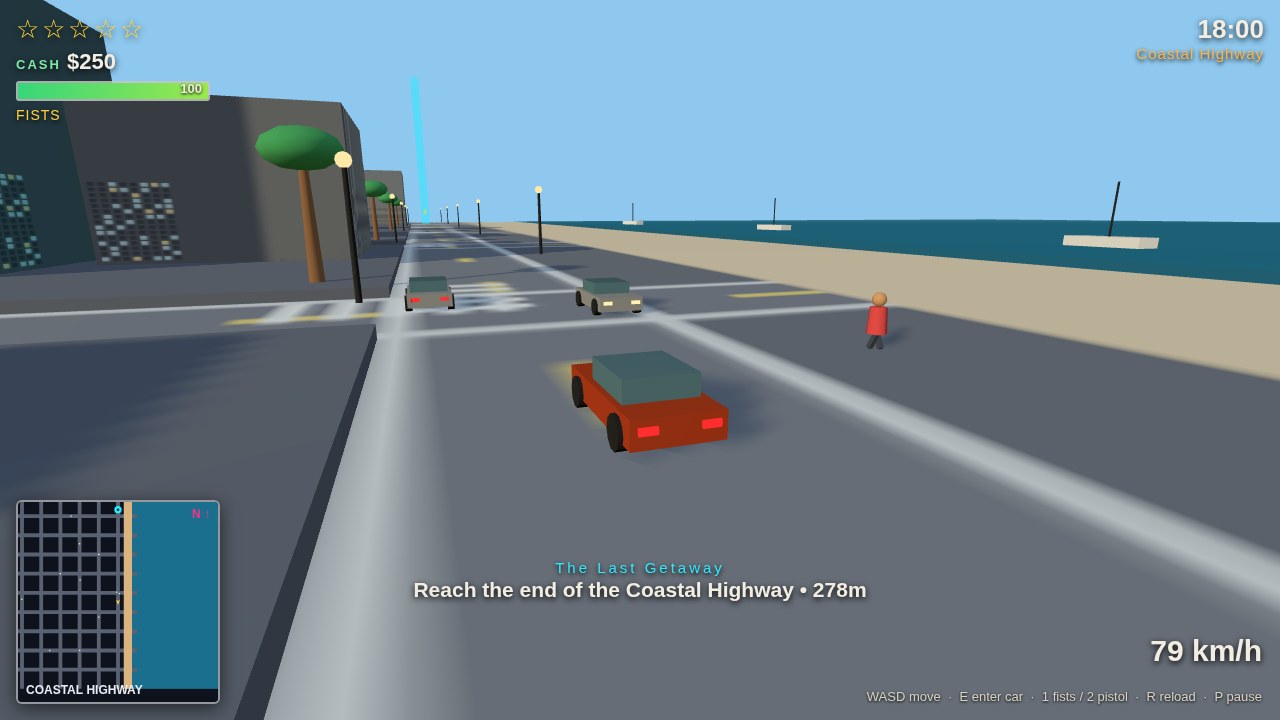 ☆☆☆☆☆
CASH $250
100
FISTS
18:00
Coastal Highway
N ↑
COASTAL HIGHWAY
The Last Getaway
Reach the end of the Coastal Highway • 278m
79 km/h
WASD move · E enter car · 1 fists / 2 pistol · R reload · P pause